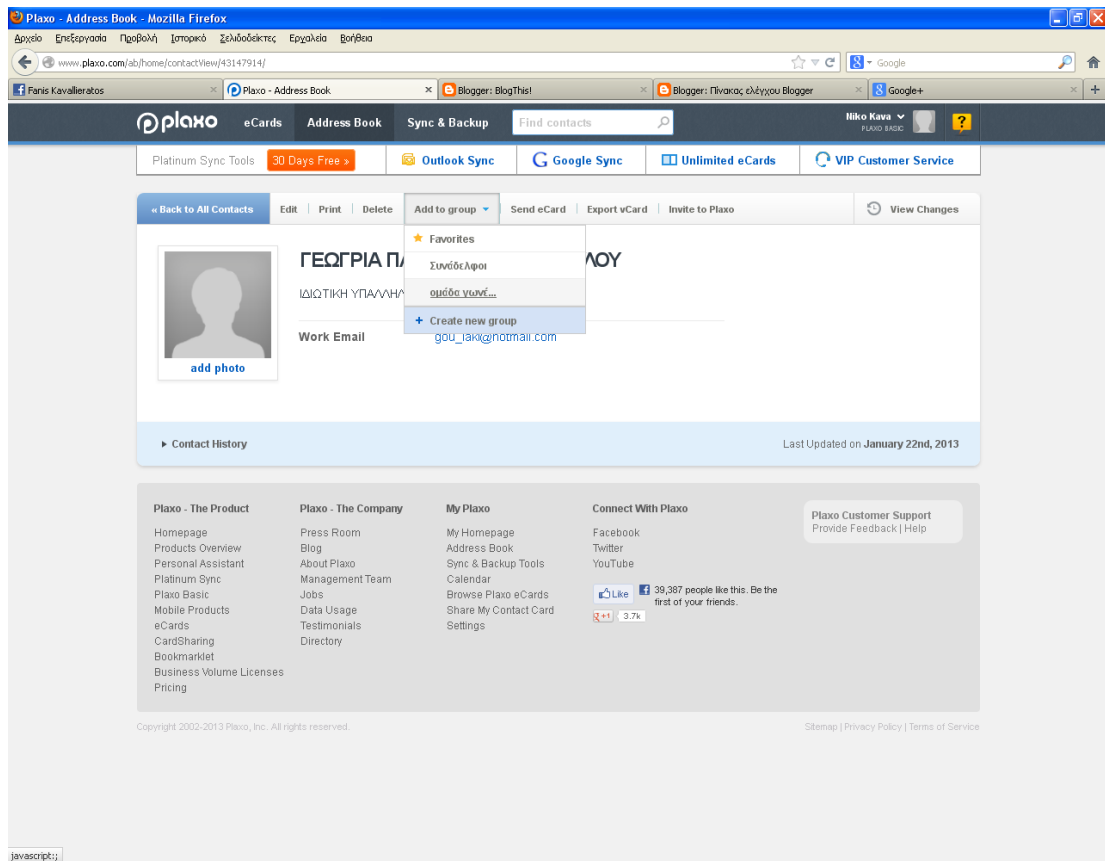 Plaxo - Address Book - Mozilla Firefox
Αρχείο Επεξεργασία Προβολή Ιστορικό Σελιδοδείκτες Εργαλεία Βοήθεια
www.plaxo.com/ab/home/contactView/43147914/ Google
Fanis Kavallieratos Plaxo - Address Book Blogger: BlogThis! Blogger: Πίνακας ελέγχου Blogger Google+
plaxo eCards Address Book Sync & Backup Find contacts Niko Kava ?
PLAXO BASIC
Platinum Sync Tools 30 Days Free » Outlook Sync Google Sync Unlimited eCards VIP Customer Service
« Back to All Contacts Edit Print Delete Add to group Send eCard Export vCard Invite to Plaxo View Changes
Favorites
Συνάδελφοι
ομάδα γωνέ...
+ Create new group
ΓΕΩΓΡΙΑ
ΙΔΙΩΤΙΚΗ
Work Email gou_laki@hotmail.com
add photo
Contact History Last Updated on January 22nd, 2013
Plaxo - The Product
Homepage
Products Overview
Personal Assistant
Platinum Sync
Plaxo Basic
Mobile Products
eCards
CardSharing
Bookmarklet
Business Volume Licenses
Pricing
Plaxo - The Company
Press Room
Blog
About Plaxo
Management Team
Jobs
Data Usage
Testimonials
Directory
My Plaxo
My Homepage
Address Book
Sync & Backup Tools
Calendar
Browse Plaxo eCards
Share My Contact Card
Settings
Connect With Plaxo
Facebook
Twitter
YouTube
Like 39,387 people like this. Be the
first of your friends.
+1 3.7k
Plaxo Customer Support
Provide Feedback | Help
Copyright 2002-2013 Plaxo, Inc. All rights reserved. Sitemap | Privacy Policy | Terms of Service
javascript:;